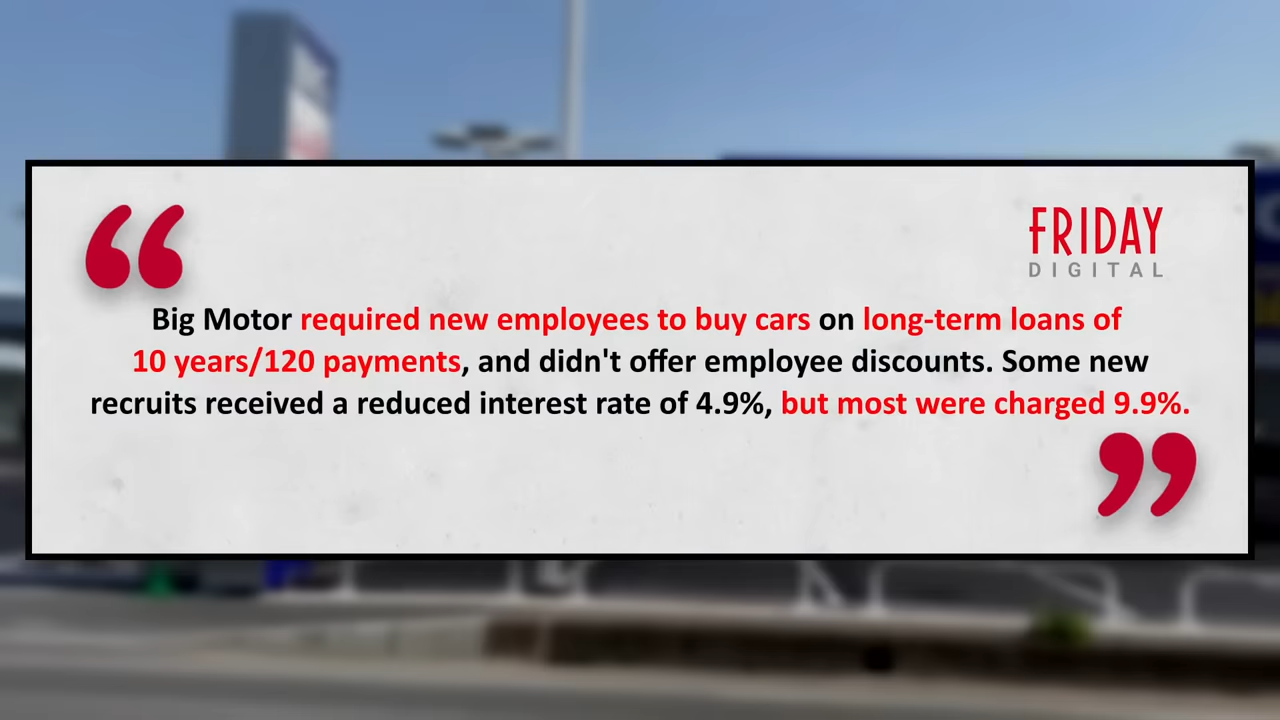 FRIDAY
DIGITAL
Big Motor required new employees to buy cars on long-term loans of
10 years/120 payments, and didn't offer employee discounts. Some new
recruits received a reduced interest rate of 4.9%, but most were charged 9.9%.